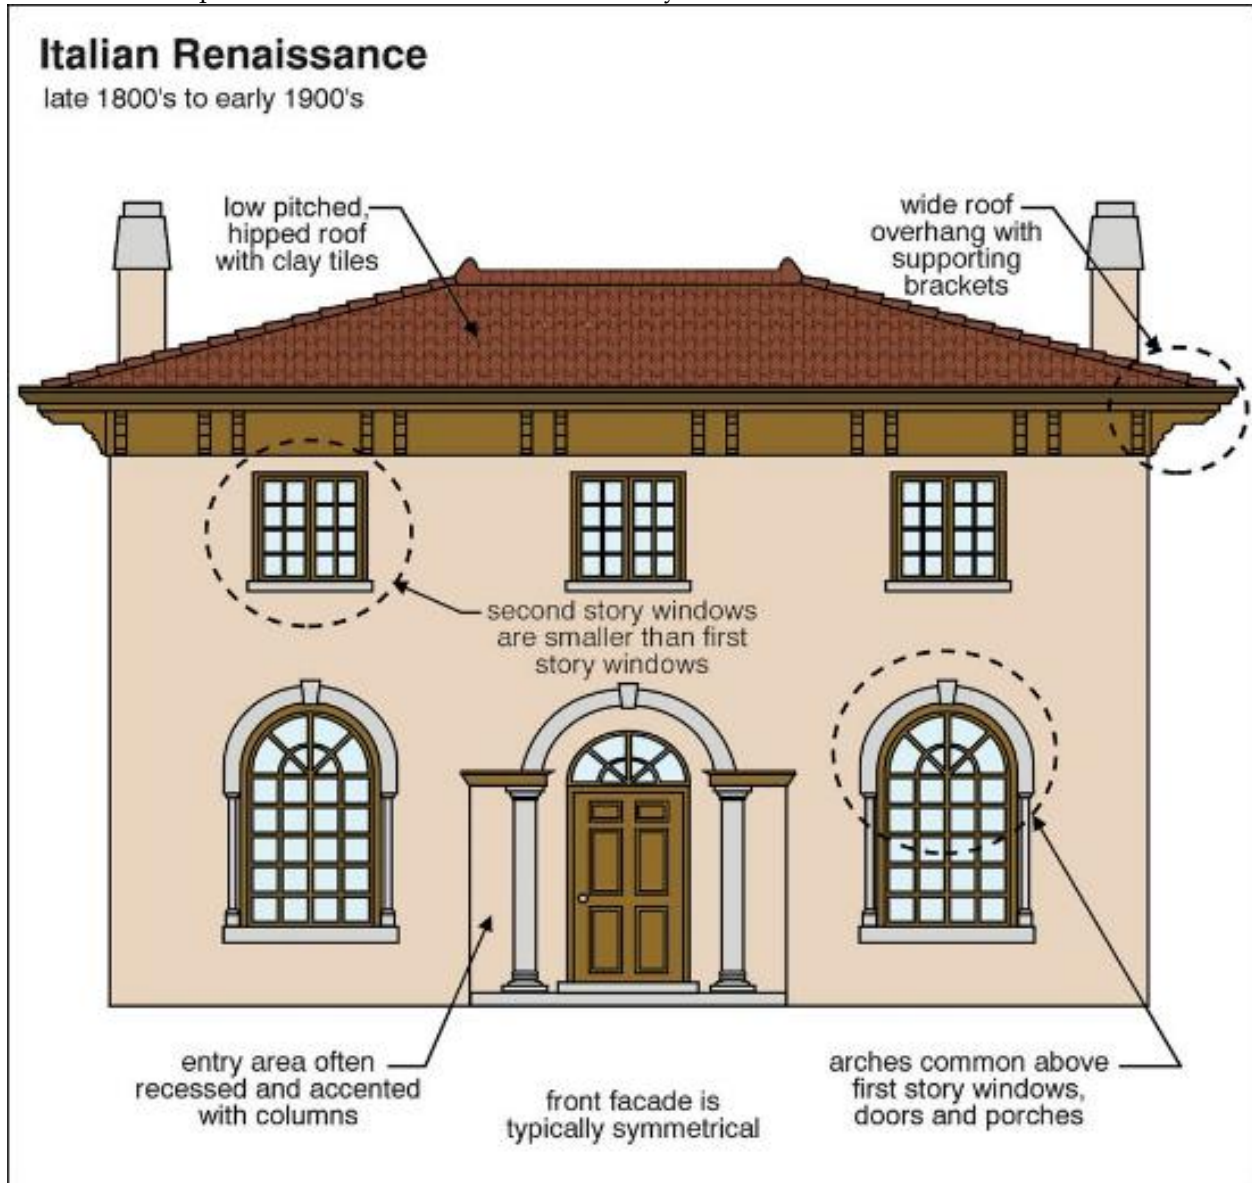 Italian Renaissance
late 1800's to early 1900's
low pitched,
hipped roof
with clay tiles
wide roof
overhang with
supporting
brackets
second story windows
are smaller than first
story windows
entry area often
recessed and accented
with columns
front facade is
typically symmetrical
arches common above
first story windows,
doors and porches